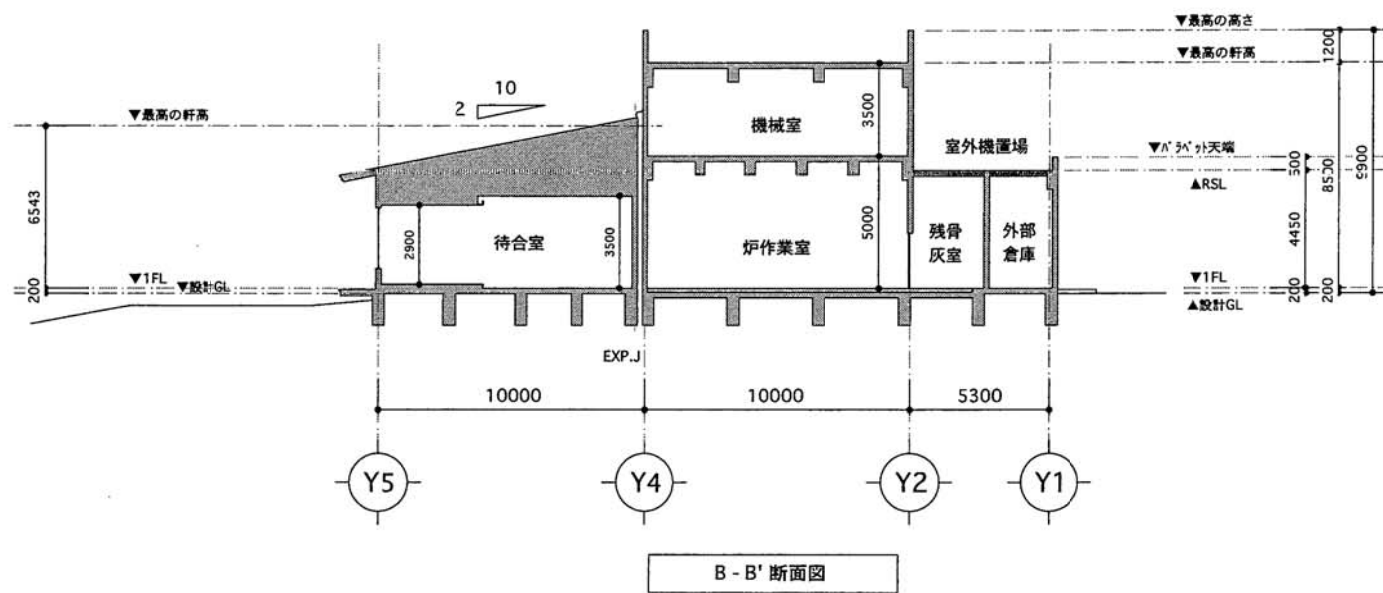 ▼最高の高さ
1200
▼最高の軒高
10
2
▼最高の軒高
機械室
3500
室外機置場
▼パラペット天端
500
8500
9900
▲RSL
6543
2900
待合室
3500
炉作業室
5000
残骨
灰室
外部
倉庫
4450
▼1FL
▼設計GL
200
▼1FL
200
200
▲設計GL
EXP.J
10000
10000
5300
Y5
Y4
Y2
Y1
B - B' 断面図